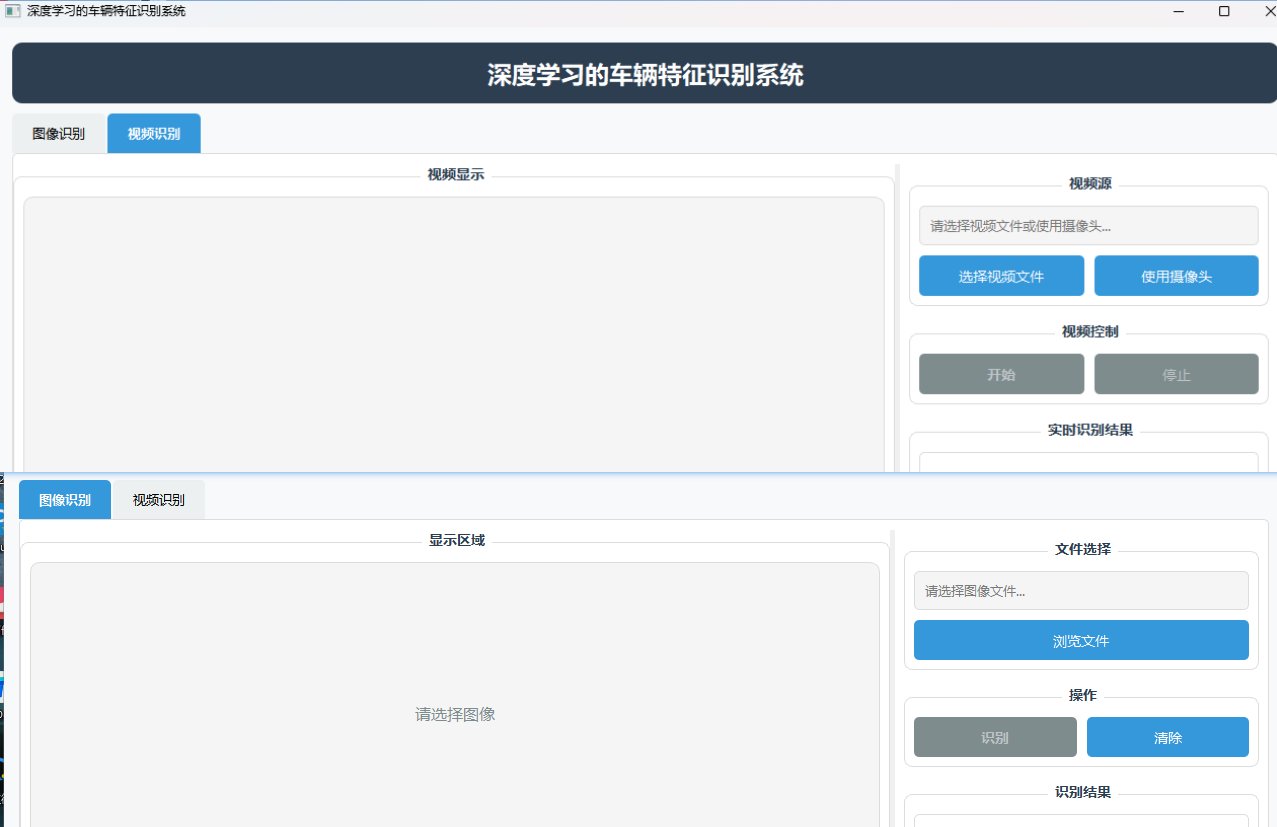 深度学习的车辆特征识别系统
深度学习的车辆特征识别系统
图像识别 视频识别
视频显示
视频源
请选择视频文件或使用摄像头...
选择视频文件 使用摄像头
视频控制
开始 停止
实时识别结果
图像识别 视频识别
显示区域
请选择图像
文件选择
请选择图像文件...
浏览文件
操作
识别 清除
识别结果